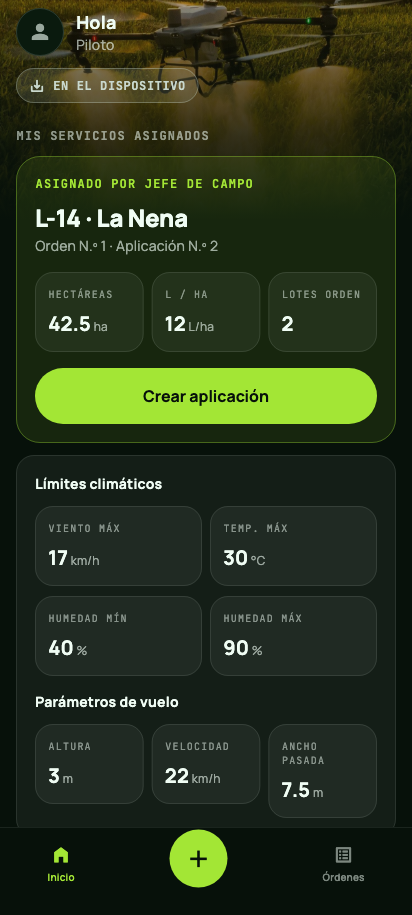 Hola
Piloto
EN EL DISPOSITIVO
MIS SERVICIOS ASIGNADOS
ASIGNADO POR JEFE DE CAMPO
L-14 · La Nena
Orden N.º 1 · Aplicación N.º 2
HECTÁREAS
L / HA
LOTES ORDEN
42.5 ha
12 L/ha
2
Crear aplicación
Límites climáticos
VIENTO MÁX
TEMP. MÁX
17 km/h
30 °C
HUMEDAD MÍN
HUMEDAD MÁX
40 %
90 %
Parámetros de vuelo
ALTURA
VELOCIDAD
ANCHO
PASADA
3 m
22 km/h
7.5 m
Inicio
Órdenes